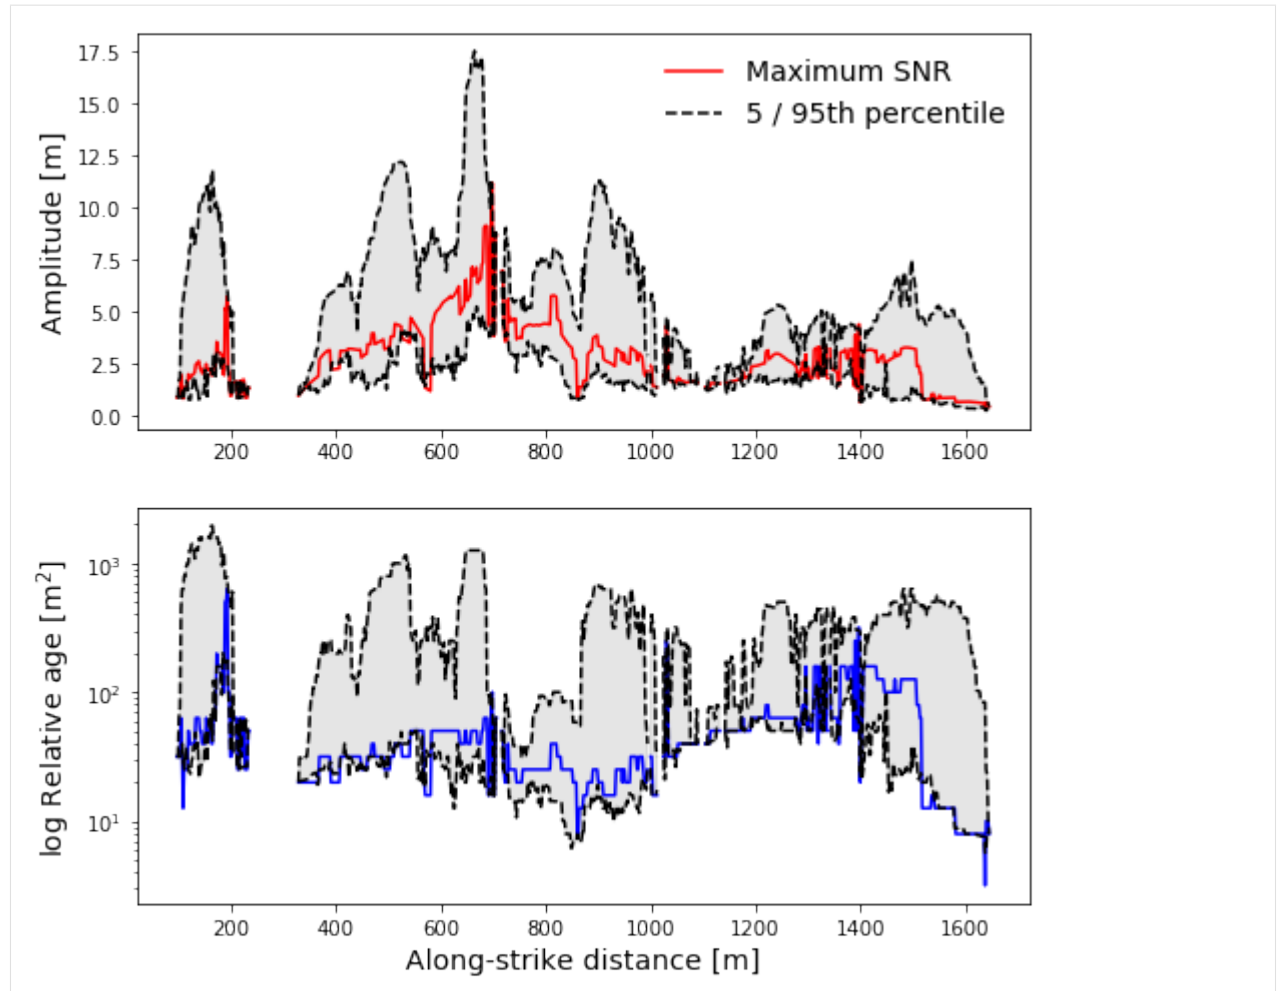 17.5
15.0
12.5
10.0
7.5
5.0
2.5
0.0
Amplitude [m]
Maximum SNR
5 / 95th percentile
200 400 600 800 1000 1200 1400 1600
10³
10²
10¹
log Relative age [m²]
200 400 600 800 1000 1200 1400 1600
Along-strike distance [m]